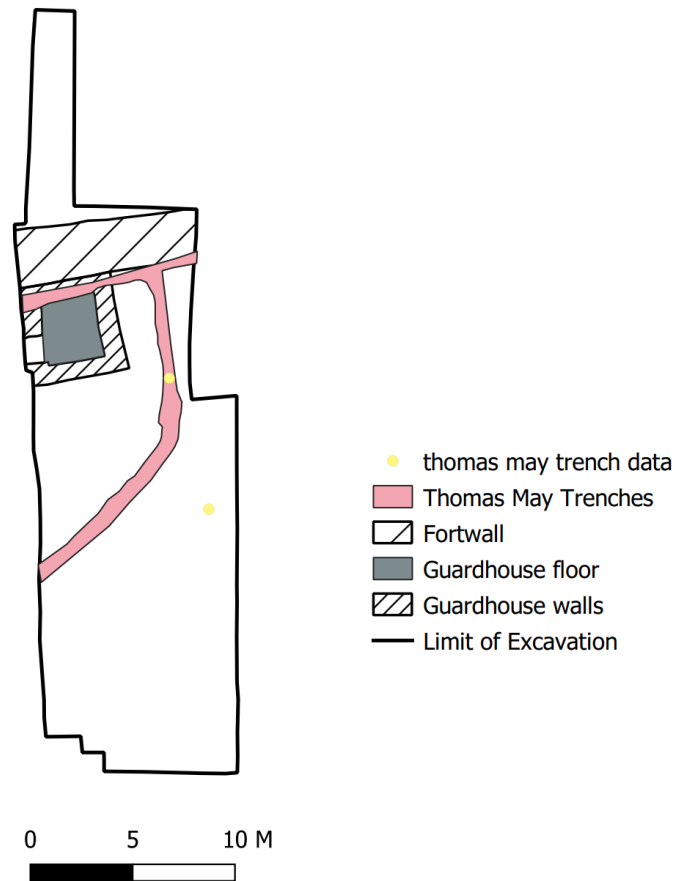 thomas may trench data
Thomas May Trenches
Fortwall
Guardhouse floor
Guardhouse walls
Limit of Excavation
0 5 10 M